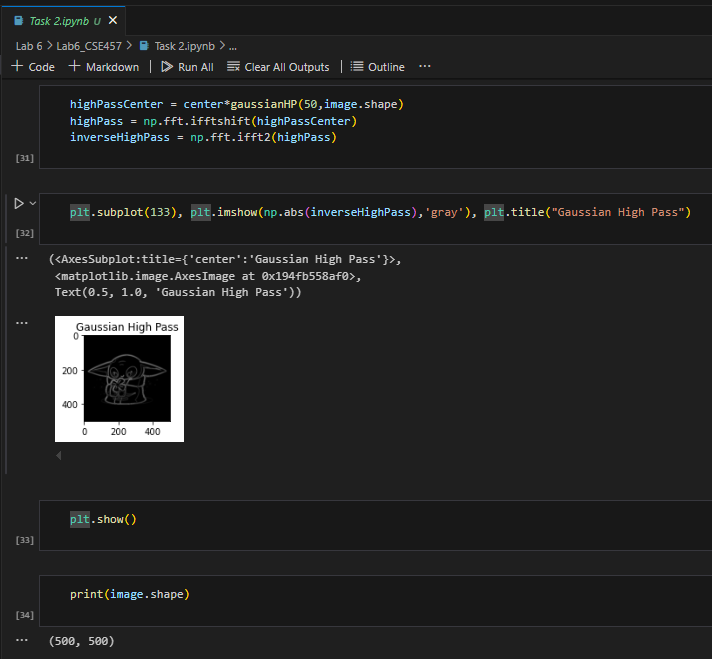 Task 2.ipynb U
Lab 6 > Lab6_CSE457 > Task 2.ipynb > ...
+ Code + Markdown | Run All Clear All Outputs | Outline ...
highPassCenter = center*gaussianHP(50,image.shape)
highPass = np.fft.ifftshift(highPassCenter)
inverseHighPass = np.fft.ifft2(highPass)
[31]
plt.subplot(133), plt.imshow(np.abs(inverseHighPass),'gray'), plt.title("Gaussian High Pass")
[32]
... (<AxesSubplot:title={'center':'Gaussian High Pass'}>,
<matplotlib.image.AxesImage at 0x194fb558af0>,
Text(0.5, 1.0, 'Gaussian High Pass'))
...
Gaussian High Pass
0
200
400
0 200 400
plt.show()
[33]
print(image.shape)
[34]
... (500, 500)